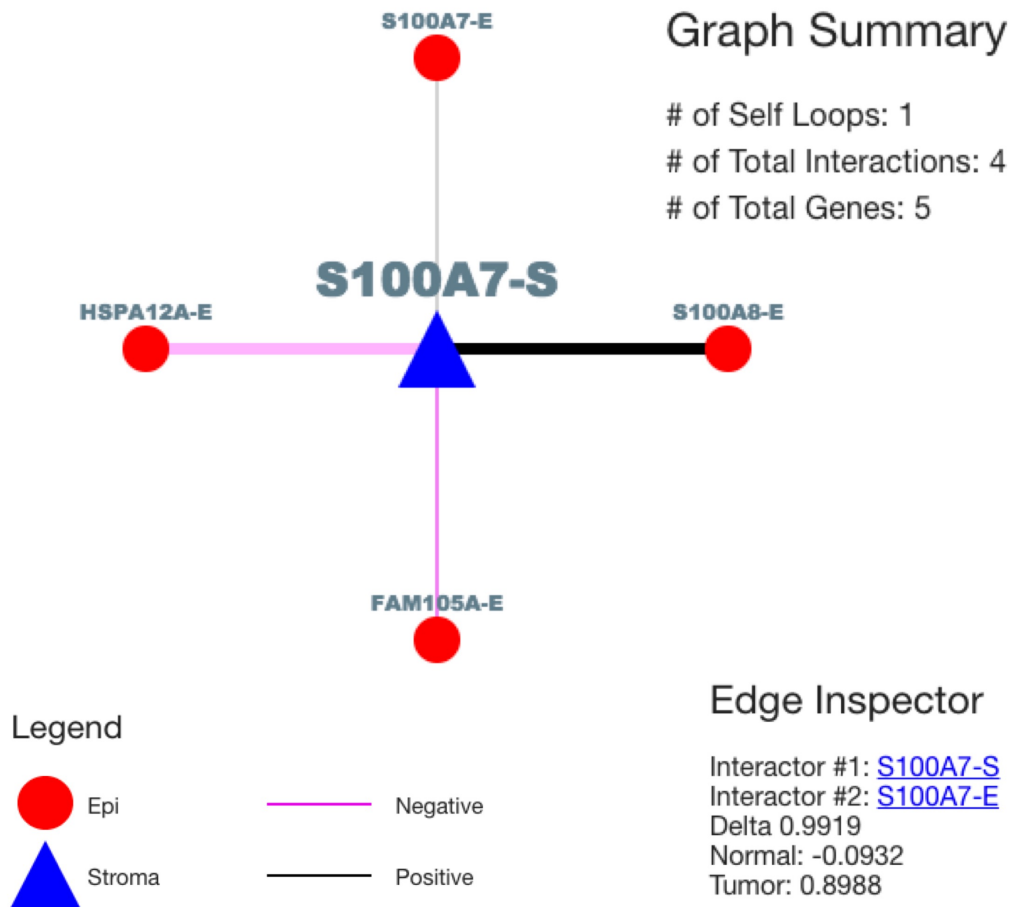 S100A7-E
Graph Summary
# of Self Loops: 1
# of Total Interactions: 4
# of Total Genes: 5
S100A7-S
HSPA12A-E
S100A8-E
FAM105A-E
Legend
Epi
Negative
Stroma
Positive
Edge Inspector
Interactor #1: S100A7-S
Interactor #2: S100A7-E
Delta 0.9919
Normal: -0.0932
Tumor: 0.8988